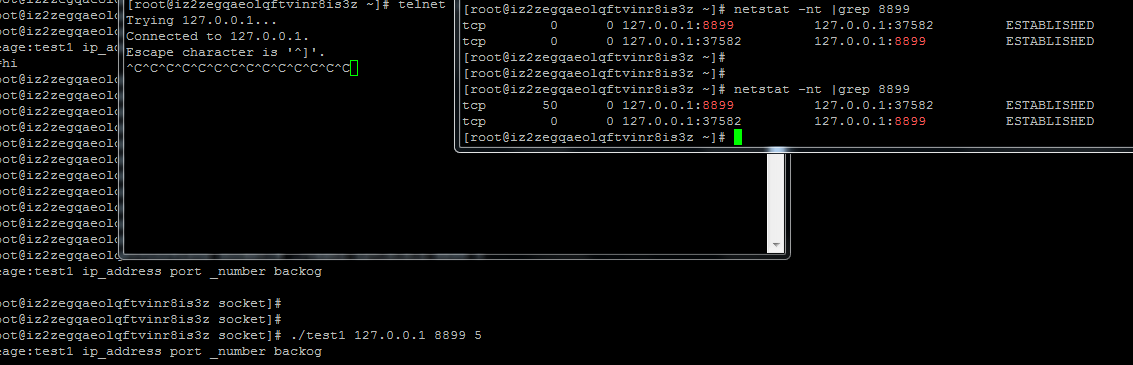 [root@iz2zegqaeolqftvinr8is3z ~]# telnet
Trying 127.0.0.1...
Connected to 127.0.0.1.
Escape character is '^]'.
^C^C^C^C^C^C^C^C^C^C^C^C^C^C
[root@iz2zegqaeolqftvinr8is3z ~]# netstat -nt |grep 8899
tcp 0 0 127.0.0.1:8899 127.0.0.1:37582 ESTABLISHED
tcp 0 0 127.0.0.1:37582 127.0.0.1:8899 ESTABLISHED
[root@iz2zegqaeolqftvinr8is3z ~]#
[root@iz2zegqaeolqftvinr8is3z ~]#
[root@iz2zegqaeolqftvinr8is3z ~]# netstat -nt |grep 8899
tcp 50 0 127.0.0.1:8899 127.0.0.1:37582 ESTABLISHED
tcp 0 0 127.0.0.1:37582 127.0.0.1:8899 ESTABLISHED
[root@iz2zegqaeolqftvinr8is3z ~]#
oot@iz2zegqaeolq
oot@iz2zegqaeolq
eage:test1 ip_ad
hi
oot@iz2zegqaeolq
oot@iz2zegqaeolq
oot@iz2zegqaeolq
oot@iz2zegqaeolq
oot@iz2zegqaeolq
oot@iz2zegqaeolq
oot@iz2zegqaeolq
oot@iz2zegqaeolq
oot@iz2zegqaeolq
oot@iz2zegqaeolq
oot@iz2zegqaeolq
oot@iz2zegqaeolq
eage:test1 ip_address port _number backog
oot@iz2zegqaeolqftvinr8is3z socket]#
oot@iz2zegqaeolqftvinr8is3z socket]#
oot@iz2zegqaeolqftvinr8is3z socket]# ./test1 127.0.0.1 8899 5
eage:test1 ip_address port _number backog